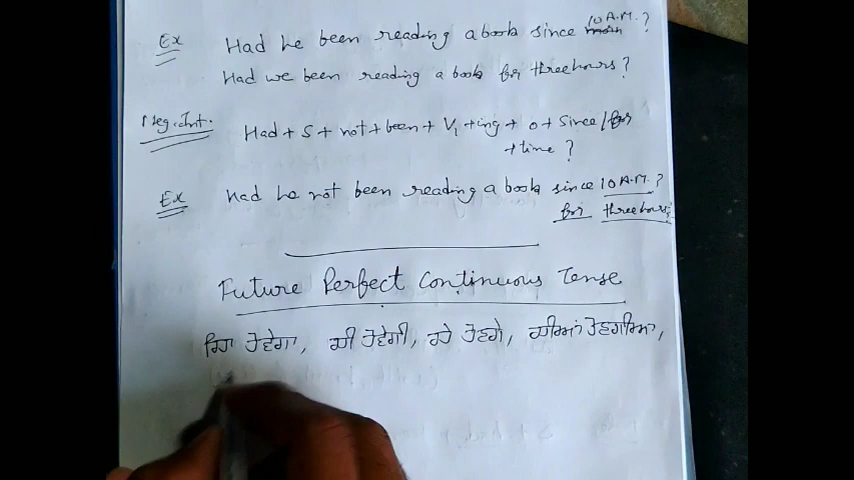 Ex Had he been reading a book since 10 A.M. ?
Had we been reading a book for three hours ?
Neg. Int. Had + S + not + been + V1 + ing + o + Since / for
+ time ?
Ex Had he not been reading a book since 10 A.M. ?
for three hours ?
Future Perfect Continuous Tense
ਰਿਹਾ ਹੋਵੇਗਾ, ਰਹੀ ਹੋਵੇਗੀ, ਰਹੇ ਹੋਣਗੇ, ਰਹੀਆਂ ਹੋਣਗੀਆਂ,